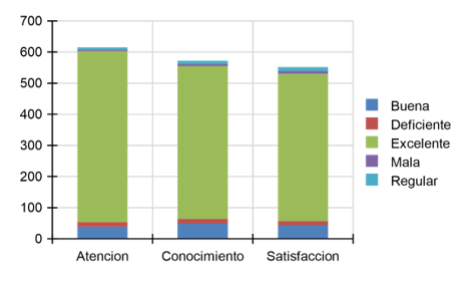 700
600
500
400
300
200
100
0
Atencion Conocimiento Satisfaccion
Buena
Deficiente
Excelente
Mala
Regular